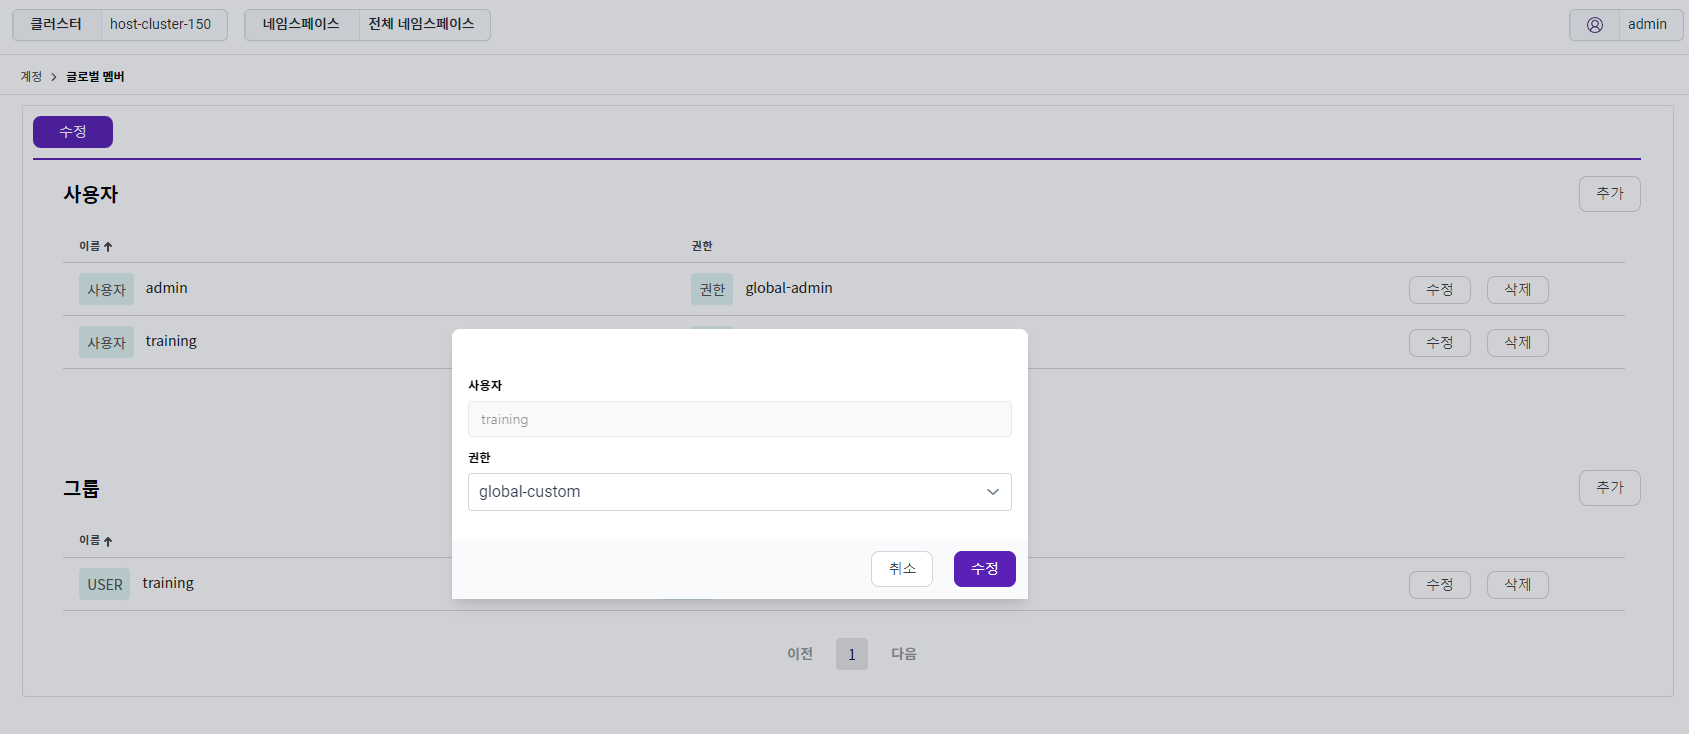 클러스터 host-cluster-150 네임스페이스 전체 네임스페이스 admin
계정 > 글로벌 멤버
수정
사용자 추가
이름 권한
사용자 admin 권한 global-admin 수정 삭제
사용자 training 수정 삭제
사용자
training
권한
global-custom
취소 수정
그룹 추가
이름
USER training 수정 삭제
이전 1 다음